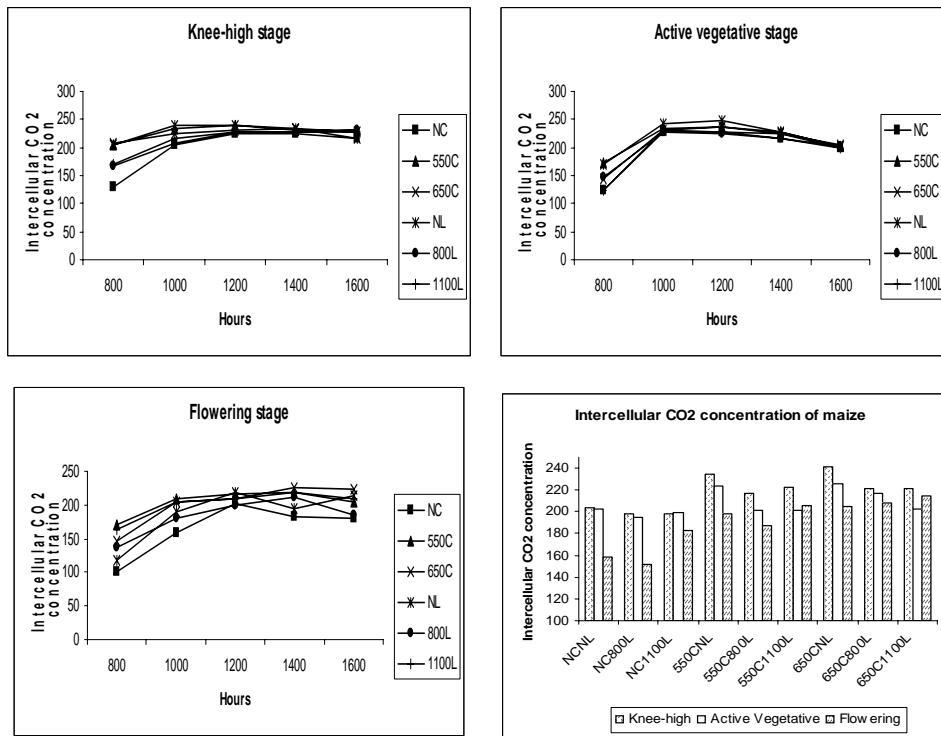 Knee-high stage
Intercellular CO2
concentration
300
250
200
150
100
50
0
800 1000 1200 1400 1600
Hours
NC
550C
650C
NL
800L
1100L
Active vegetative stage
Intercellular CO2
concentration
300
250
200
150
100
50
0
800 1000 1200 1400 1600
Hours
NC
550C
650C
NL
800L
1100L
Flowering stage
Intercellular CO2
concentration
250
200
150
100
50
0
800 1000 1200 1400 1600
Hours
NC
550C
650C
NL
800L
1100L
Intercellular CO2 concentration of maize
Intercellular CO2 concentration
240
220
200
180
160
140
120
100
NCNL
NC800L
NC1100L
550CNL
550C800L
550C1100L
650CNL
650C800L
650C1100L
Knee-high Active Vegetative Flowering